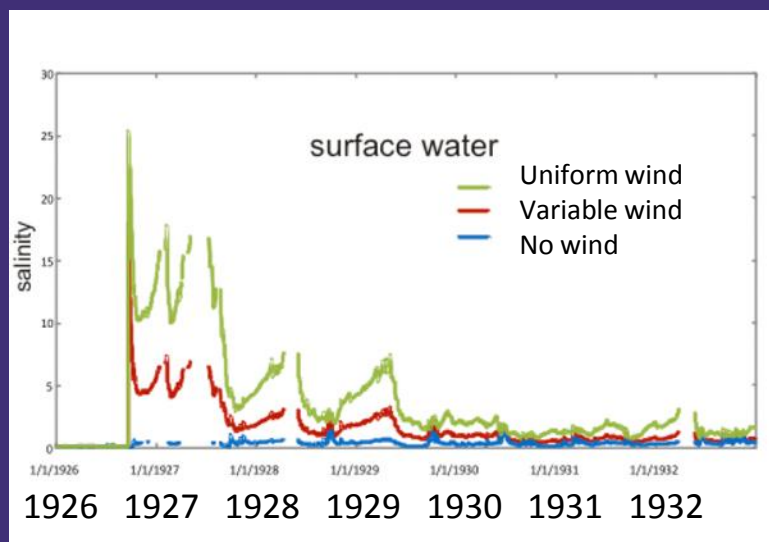 30
surface water
25
Uniform wind
Variable wind
No wind
20
15
10
5
0
salinity
1/1/1926 1/1/1927 1/1/1928 1/1/1929 1/1/1930 1/1/1931 1/1/1932
1926 1927 1928 1929 1930 1931 1932